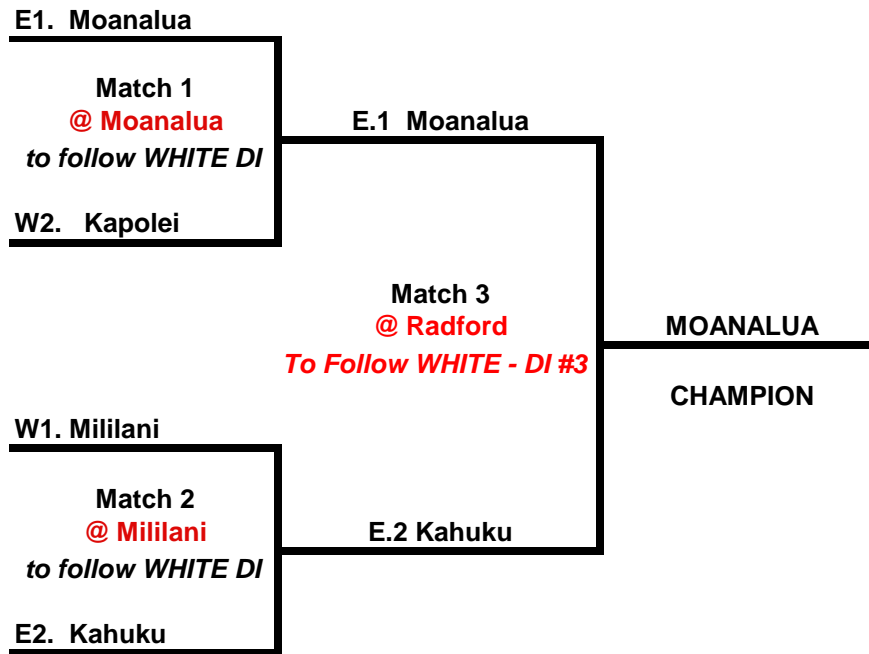 E1. Moanalua
Match 1
@ Moanalua
to follow WHITE DI
W2. Kapolei
E.1 Moanalua
Match 3
@ Radford
To Follow WHITE - DI #3
MOANALUA
CHAMPION
W1. Mililani
Match 2
@ Mililani
to follow WHITE DI
E.2 Kahuku
E2. Kahuku